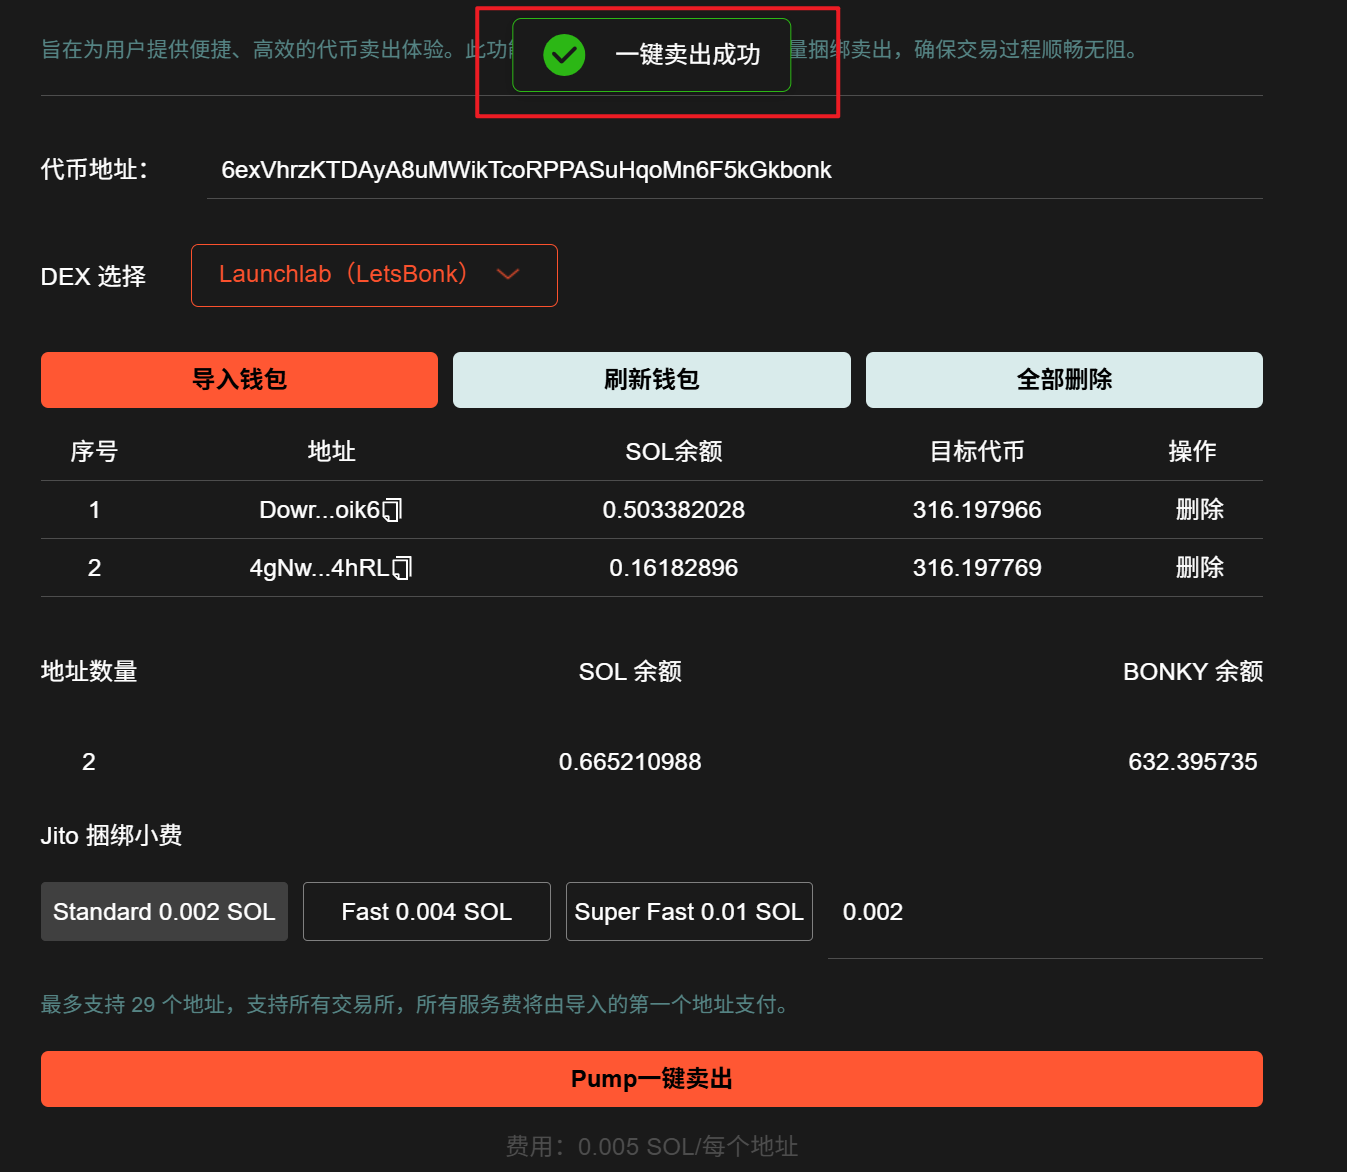 一键卖出成功
旨在为用户提供便捷、高效的代币卖出体验。此功 量捆绑卖出，确保交易过程顺畅无阻。
代币地址： 6exVhrzKTDAyA8uMWikTcoRPPASuHqoMn6F5kGkbonk
DEX 选择 Launchlab（LetsBonk）
导入钱包 刷新钱包 全部删除
序号 地址 SOL余额 目标代币 操作
1 Dowr...oik6 0.503382028 316.197966 删除
2 4gNw...4hRL 0.16182896 316.197769 删除
地址数量 SOL 余额 BONKY 余额
2 0.665210988 632.395735
Jito 捆绑小费
Standard 0.002 SOL Fast 0.004 SOL Super Fast 0.01 SOL 0.002
最多支持 29 个地址，支持所有交易所，所有服务费将由导入的第一个地址支付。
Pump一键卖出
费用：0.005 SOL/每个地址